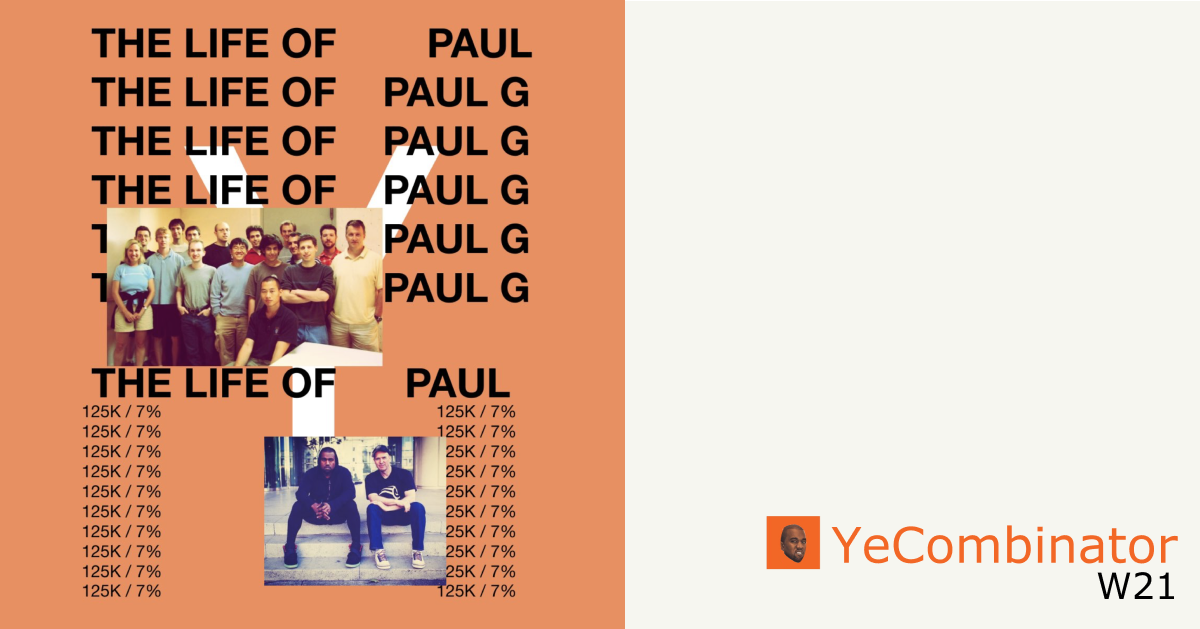 THE LIFE OF PAUL
THE LIFE OF PAUL G
THE LIFE OF PAUL G
THE LIFE OF PAUL G
T PAUL G
T PAUL G
THE LIFE OF PAUL
125K / 7% 125K / 7%
125K / 7% 125K / 7%
125K / 7% 25K / 7%
125K / 7% 25K / 7%
125K / 7% 25K / 7%
125K / 7% 25K / 7%
125K / 7% 25K / 7%
125K / 7% 25K / 7%
125K / 7% 25K / 7%
125K / 7% 125K / 7%
YeCombinator
W21